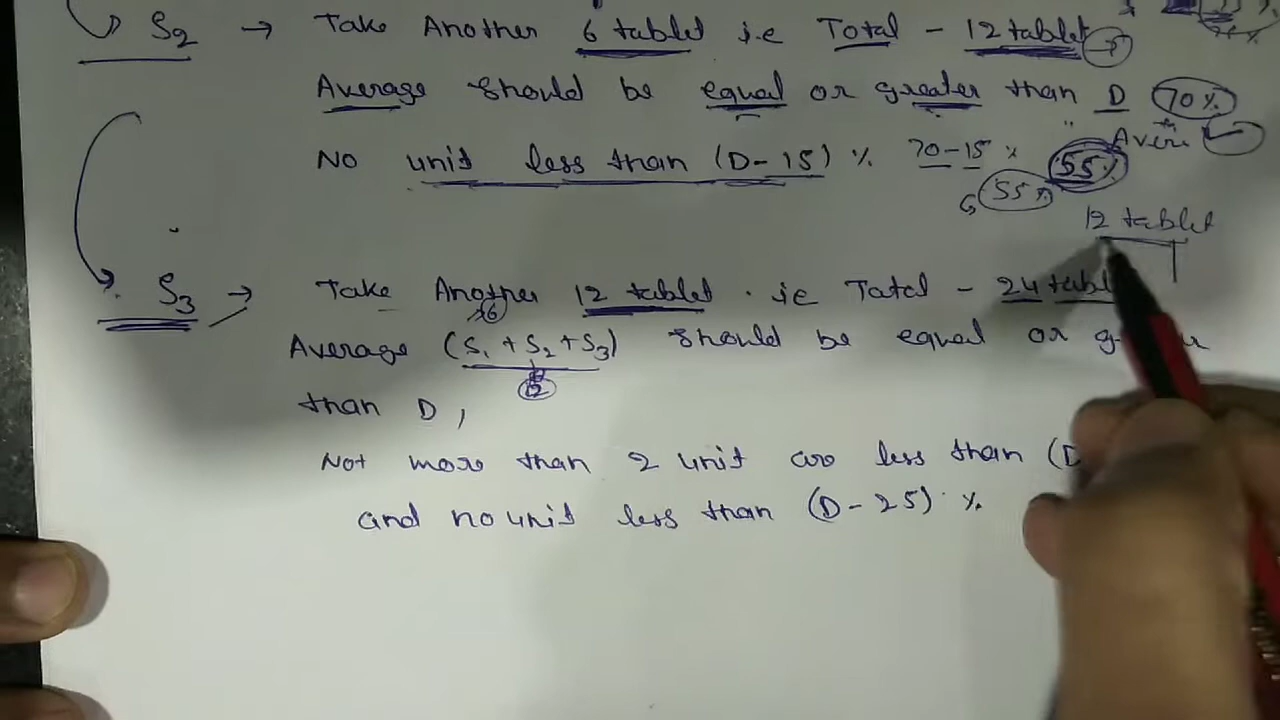 S2 → Take Another 6 tablet i.e Total - 12 tablet →
Average should be equal or greater than D 70%
No unit less than (D-15) % 70-15 % 55%
55%
12 tablet
S3 → Take Another 12 tablet . ie Total - 24
6
Average (S1 + S2 + S3) should be equal or
12
than D,
Not more than 2 unit are less than (D
and no unit less than (D-25) %